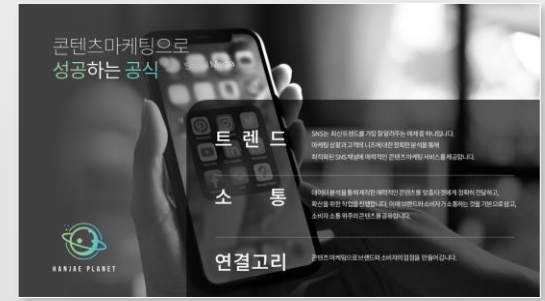 콘텐츠마케팅으로
성공하는 공식
트렌드
SNS는 최신 트렌드를 가장 잘 알려주는 매체 중 하나입니다.
마케팅 상황과 고객의 니즈에 대한 정확한 분석을 통해
최적화된 SNS 채널에 매력적인 콘텐츠마케팅 서비스를 제공합니다.
소통
데이터 분석을 통해 제작한 매력적인 콘텐츠를 맞춤 타겟에게 정확히 전달하고,
확산을 위한 작업을 진행합니다. 이때 브랜드와 소비자가 소통하는 것을 기본으로 삼고,
소비자 소통 위주의 콘텐츠를 공유합니다.
연결고리
콘텐츠 마케팅으로 브랜드와 소비자의 접점을 만들어 갑니다.
HANJAE PLANET